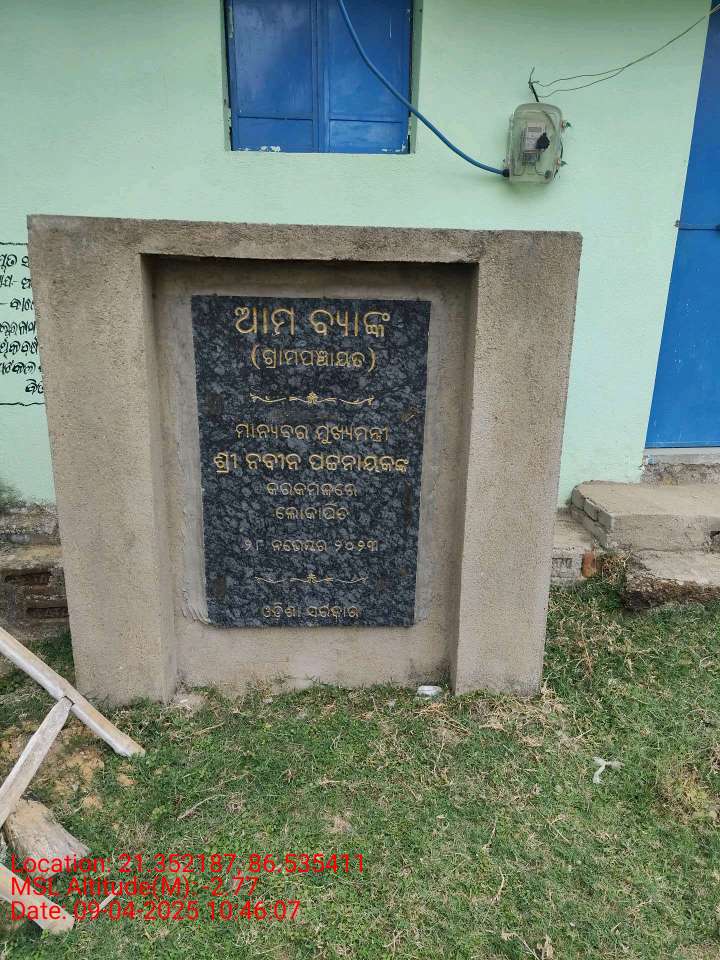 ଆମ ବ୍ୟାଙ୍କ
(ଗ୍ରାମପଞ୍ଚାୟତ)
ମାନ୍ୟବର ମୁଖ୍ୟମନ୍ତ୍ରୀ
ଶ୍ରୀ ନବୀନ ପଟ୍ଟନାୟକଙ୍କ
କରକମଳରେ
ଲୋକାର୍ପିତ
୨୮ ନଭେମ୍ବର ୨୦୨୩
ଓଡ଼ିଶା ସରକାର
Location: 21.352187, 86.535411
MSL Altitude(M): -2.77
Date: 09-04-2025 10:46:07